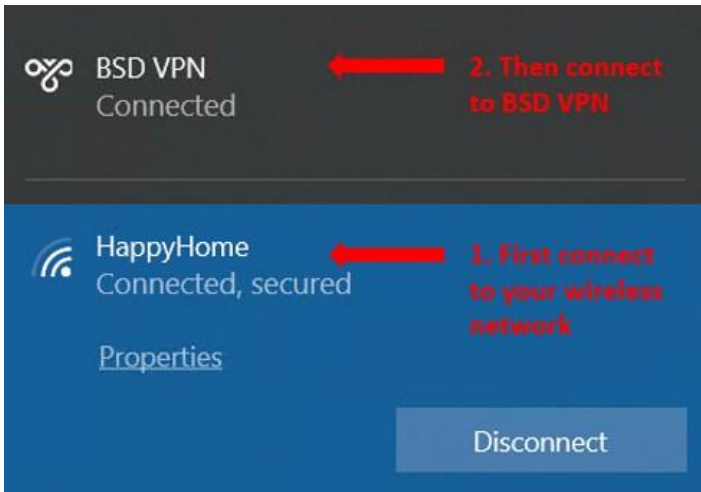 BSD VPN
Connected
2. Then connect
to BSD VPN
HappyHome
Connected, secured
1. First connect
to your wireless
network
Properties
Disconnect